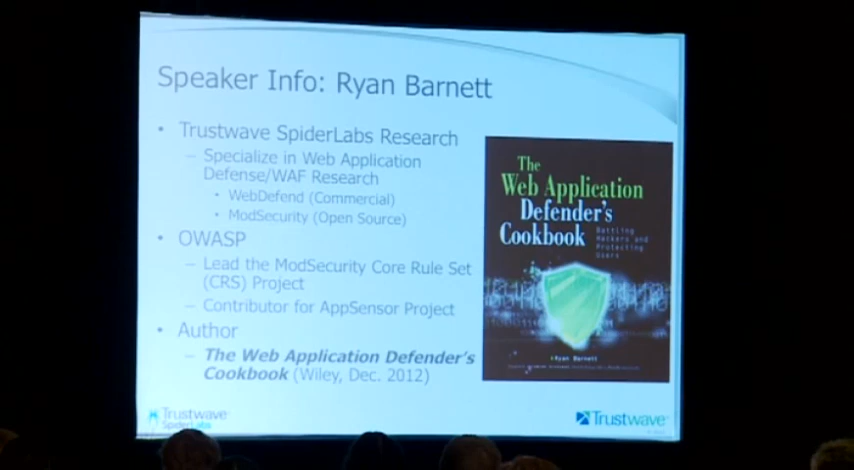 Speaker Info: Ryan Barnett
• Trustwave SpiderLabs Research
– Specialize in Web Application
Defense/WAF Research
• WebDefend (Commercial)
• ModSecurity (Open Source)
• OWASP
– Lead the ModSecurity Core Rule Set
(CRS) Project
– Contributor for AppSensor Project
• Author
– The Web Application Defender's
Cookbook (Wiley, Dec. 2012)
The
Web Application
Defender's
Cookbook
Battling
Hackers and
Protecting
Users
Ryan Barnett
Trustwave
SpiderLabs
Trustwave